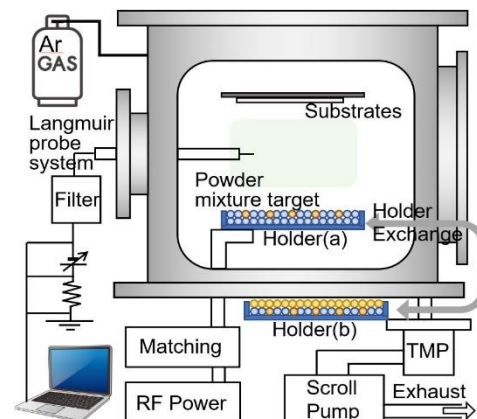 Ar
GAS
Langmuir
probe
system
Filter
Substrates
Powder
mixture target
Holder(a)
Holder
Exchange
Holder(b)
Matching
RF Power
TMP
Scroll
Pump
Exhaust